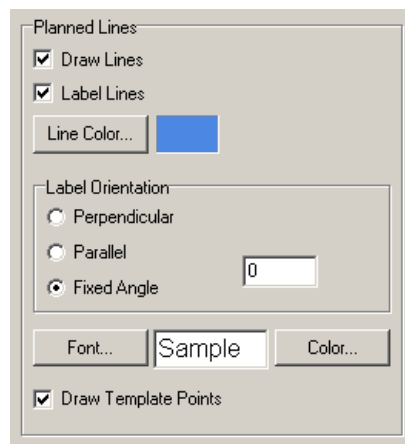 Planned Lines
Draw Lines
Label Lines
Line Color...
Label Orientation
Perpendicular
Parallel
0
Fixed Angle
Font... Sample Color...
Draw Template Points